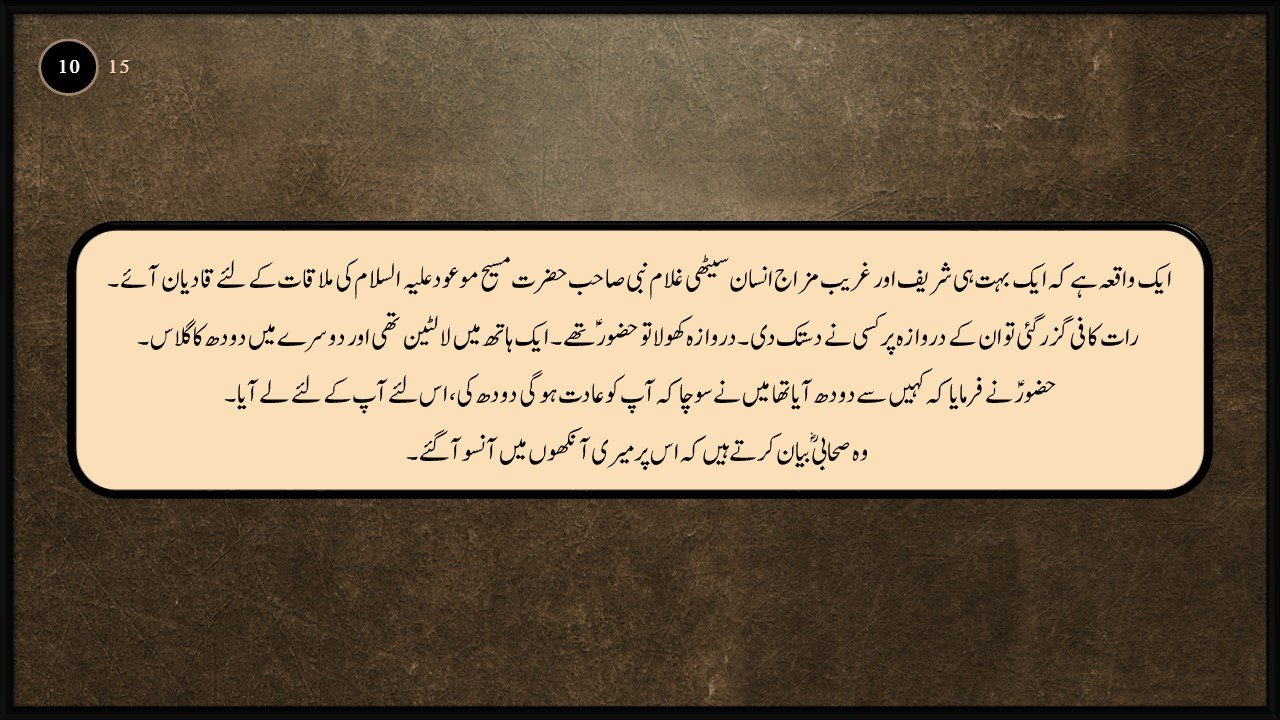 10 15
ایک واقعہ ہے کہ ایک بہت ہی شریف اور غریب مزاج انسان سیٹھی غلام نبی صاحب حضرت مسیح موعود علیہ السلام کی ملاقات کے لئے قادیان آئے۔
رات کافی گزر گئی تو ان کے دروازہ پر کسی نے دستک دی۔ دروازہ کھولا تو حضورؑ تھے۔ ایک ہاتھ میں لالٹین تھی اور دوسرے میں دودھ کا گلاس۔
حضورؑ نے فرمایا کہ کہیں سے دودھ آیا تھا میں نے سوچا کہ آپ کو عادت ہوگی دودھ کی، اس لئے آپ کے لئے لے آیا۔
وہ صحابیؓ بیان کرتے ہیں کہ اس پر میری آنکھوں میں آنسو آگئے۔